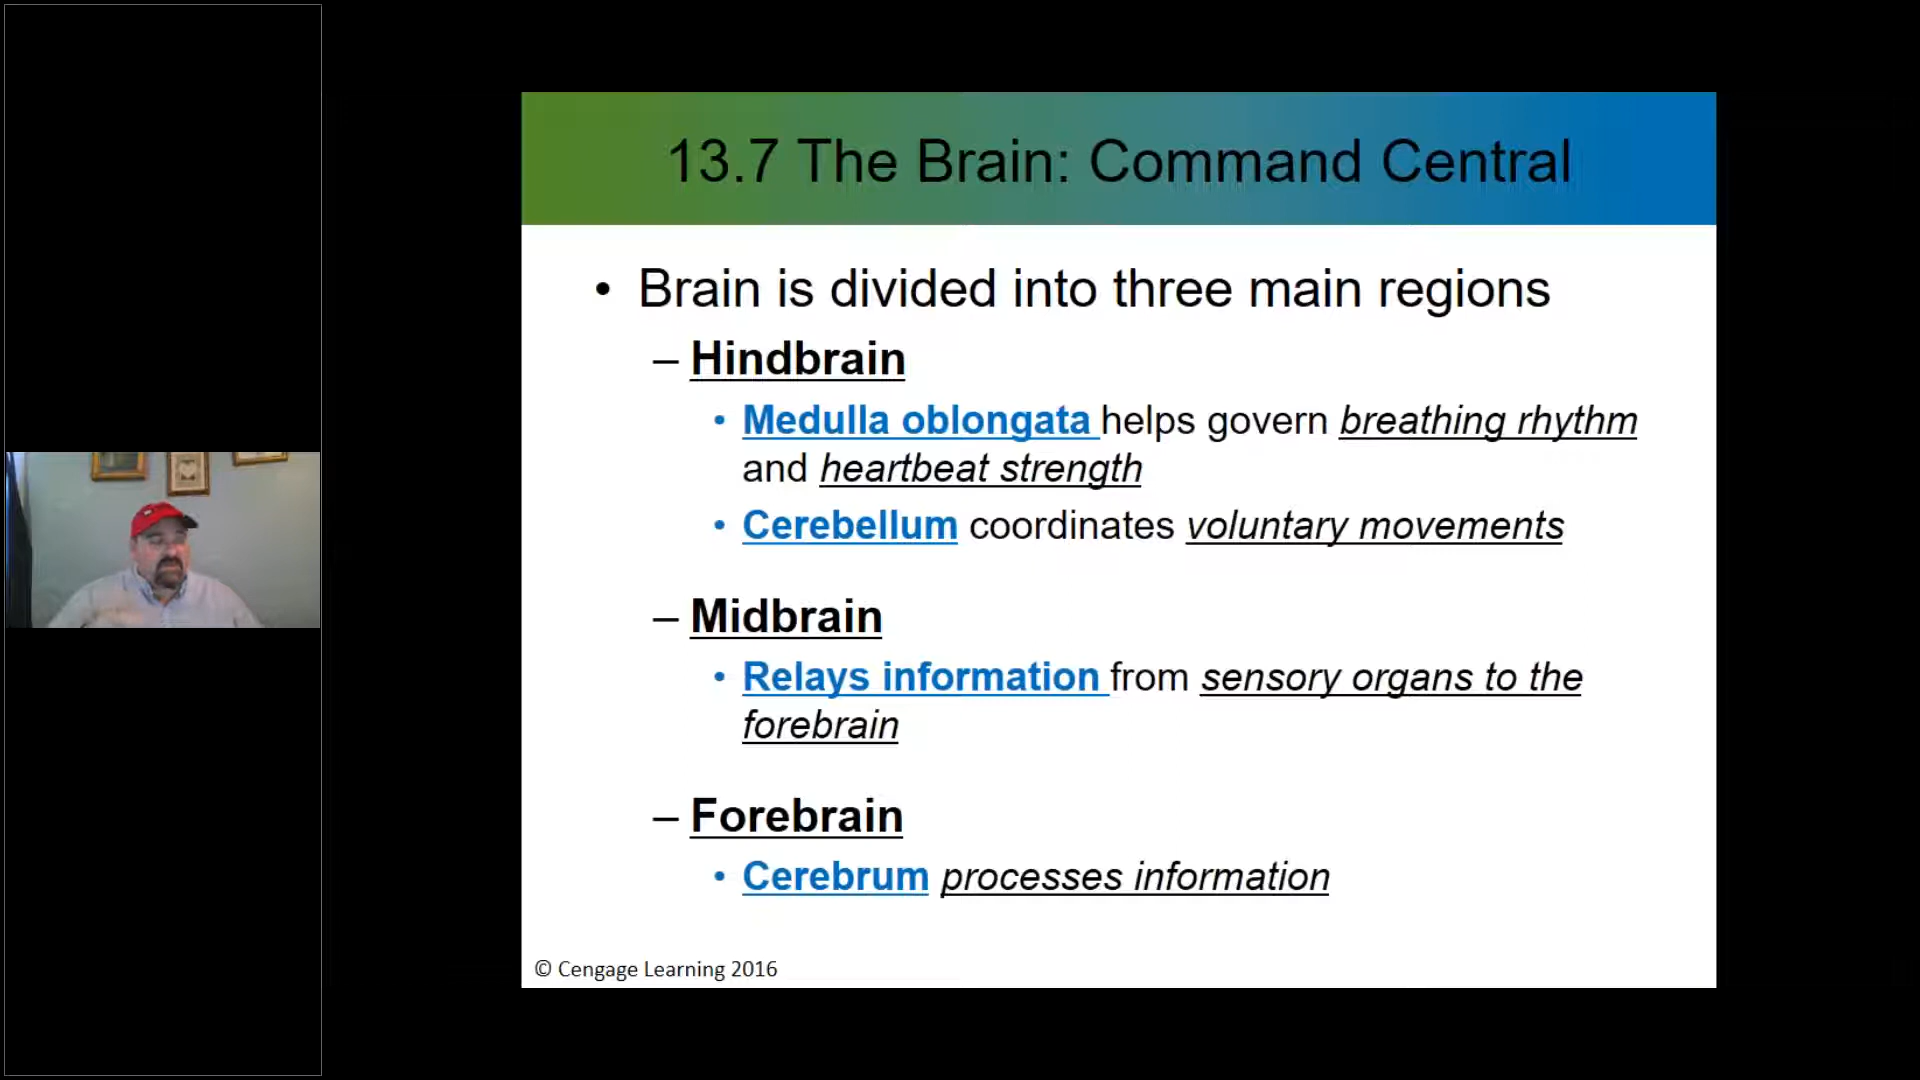 13.7 The Brain: Command Central
• Brain is divided into three main regions
– Hindbrain
• Medulla oblongata helps govern breathing rhythm
and heartbeat strength
• Cerebellum coordinates voluntary movements
– Midbrain
• Relays information from sensory organs to the
forebrain
– Forebrain
• Cerebrum processes information
© Cengage Learning 2016